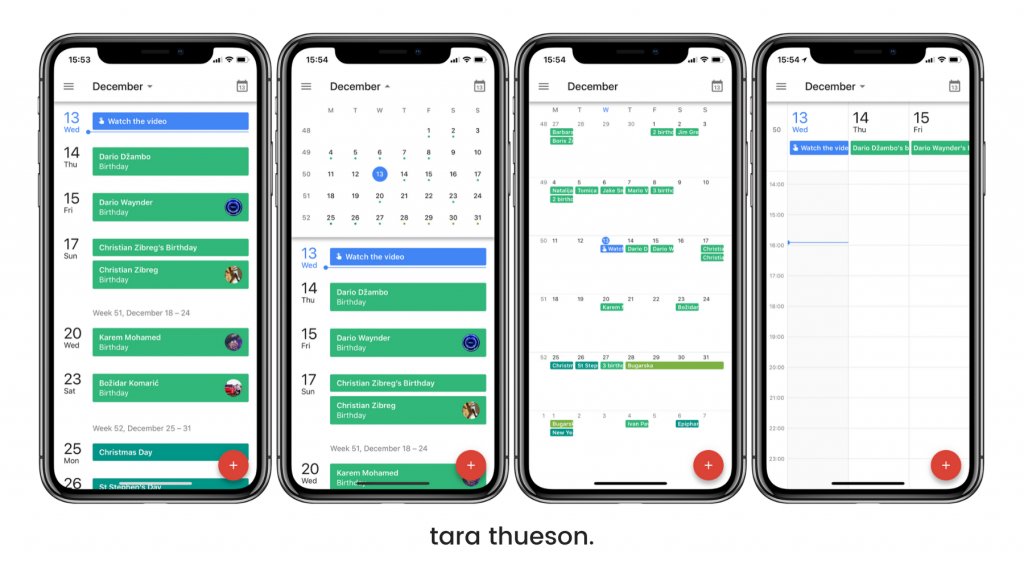 15:53
December
13
13
Wed
Watch the video
14
Thu
Dario Džambo
Birthday
15
Fri
Dario Waynder
Birthday
17
Sun
Christian Zibreg's Birthday
Christian Zibreg
Birthday
Week 51, December 18 – 24
20
Wed
Karem Mohamed
Birthday
23
Sat
Božidar Komarić
Birthday
Week 52, December 25 – 31
25
Mon
Christmas Day
26
St Stephen's Day
+
15:54
December
13
M T W T F S S
48 1 2 3
49 4 5 6 7 8 9 10
50 11 12 13 14 15 16 17
51 18 19 20 21 22 23 24
52 25 26 27 28 29 30 31
13
Wed
Watch the video
14
Thu
Dario Džambo
Birthday
15
Fri
Dario Waynder
Birthday
17
Sun
Christian Zibreg's Birthday
Christian Zibreg
Birthday
Week 51, December 18 – 24
20
Wed
Karem Mohamed
Birthday
+
15:54
December
13
M T W T F S S
48 27 28 29 30 1 2 3
Barbara 2 birtho Jim Gre
Boris Z
49 4 5 6 7 8 9 10
Natalija Tomica Jake Se Mario V 3 birtho
2 birtho
50 11 12 13 14 15 16 17
Watch Dario D Dario W Christia
Christia
51 18 19 20 21 22 23 24
Karem M Božidar
52 25 26 27 28 29 30 31
Christm St Step 3 birtho Bugarska
1 1 2 3 4 5 6 7
Bugarsk Ivan Pa Epiphan
New Ye
+
15:54
December
13
50
13 14 15
Wed Thu Fri
Watch the vide Dario Džambo's b Dario Waynder's
14:00
15:00
16:00
17:00
18:00
19:00
20:00
21:00
22:00
23:00
+
tara thueson.